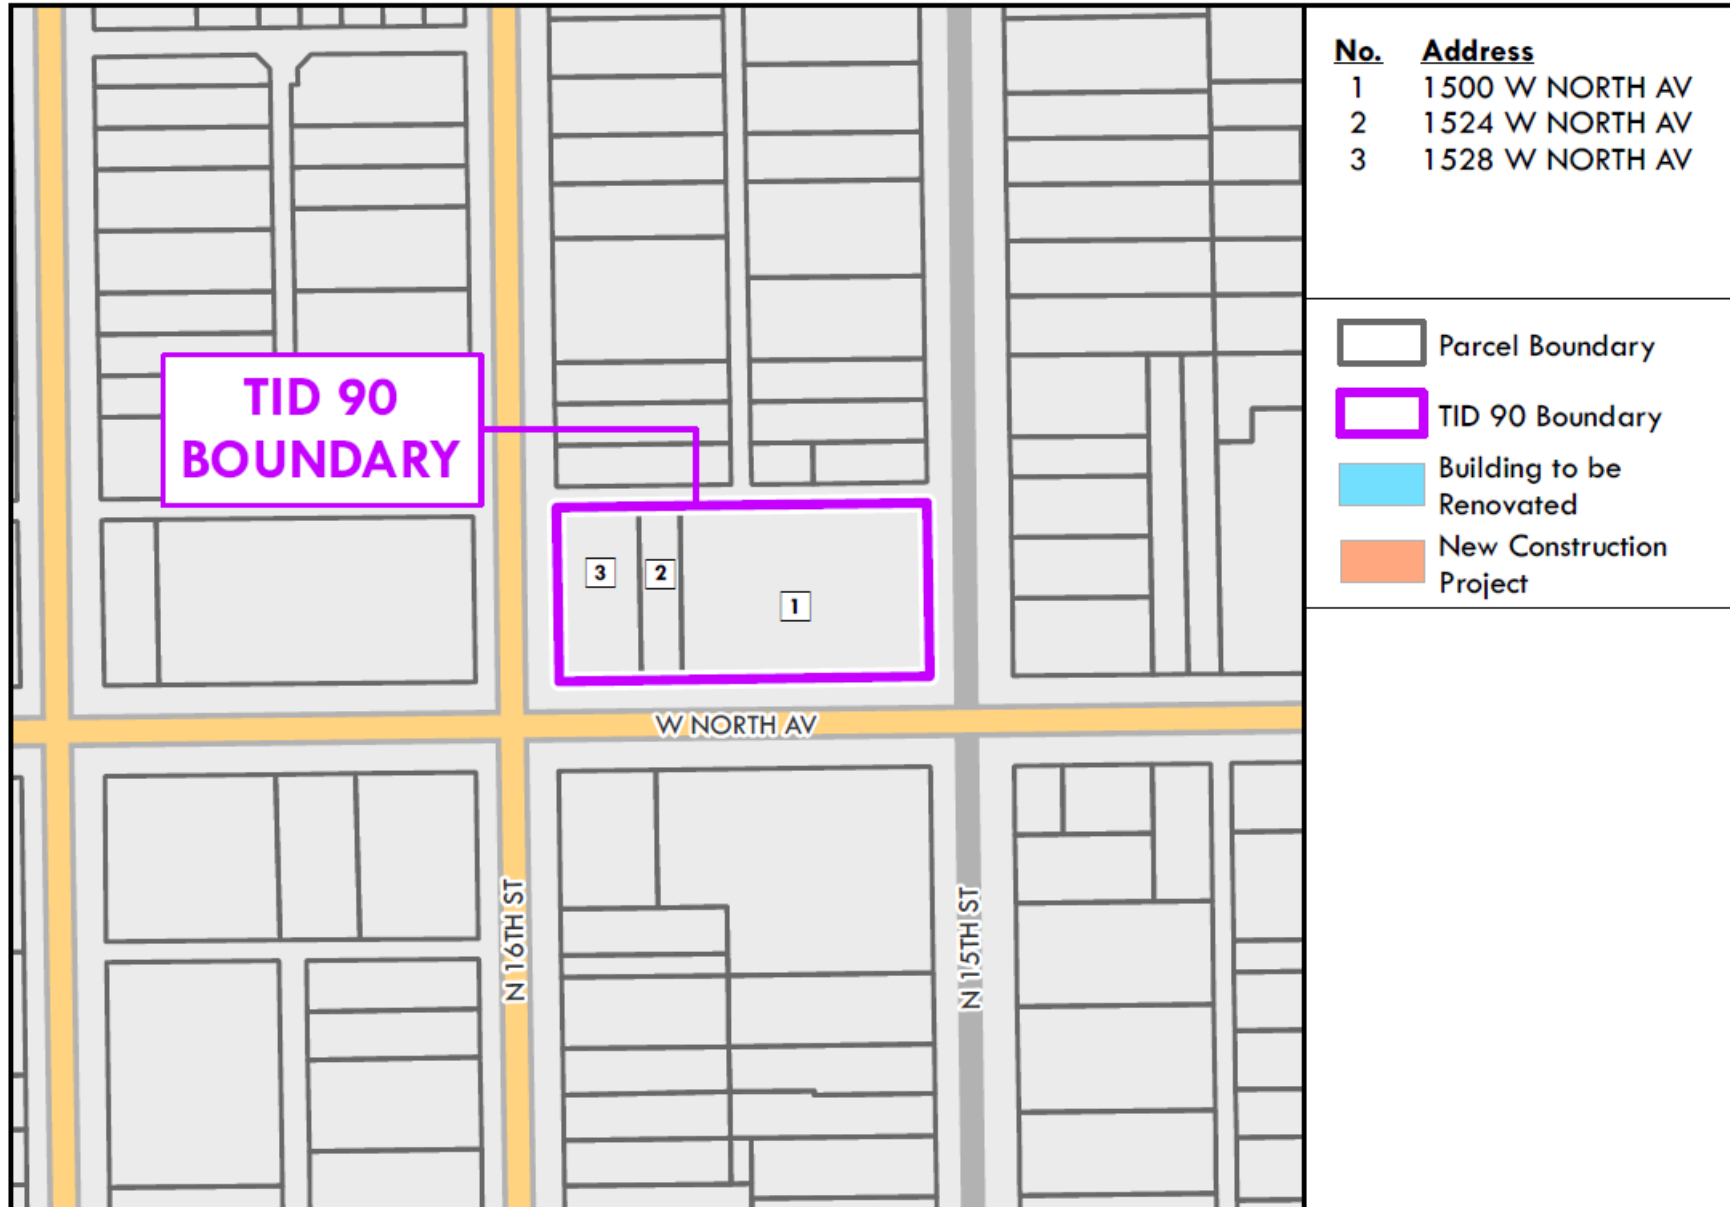 No. Address
1 1500 W NORTH AV
2 1524 W NORTH AV
3 1528 W NORTH AV
Parcel Boundary
TID 90 Boundary
Building to be
Renovated
New Construction
Project
TID 90
BOUNDARY
3
2
1
W NORTH AV
N 16TH ST
N 15TH ST